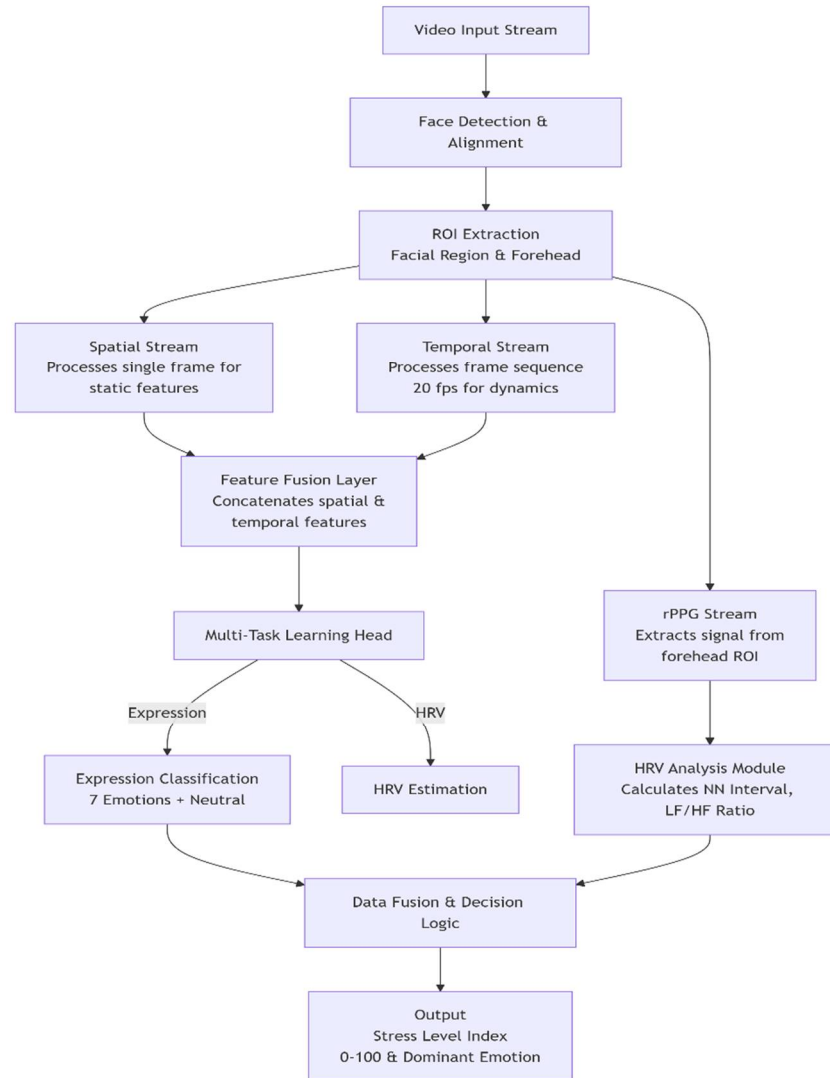 Video Input Stream
Face Detection &
Alignment
ROI Extraction
Facial Region & Forehead
Spatial Stream
Processes single frame for
static features
Temporal Stream
Processes frame sequence
20 fps for dynamics
Feature Fusion Layer
Concatenates spatial &
temporal features
rPPG Stream
Extracts signal from
forehead ROI
Multi-Task Learning Head
Expression
HRV
Expression Classification
7 Emotions + Neutral
HRV Estimation
HRV Analysis Module
Calculates NN Interval,
LF/HF Ratio
Data Fusion & Decision
Logic
Output
Stress Level Index
0-100 & Dominant Emotion